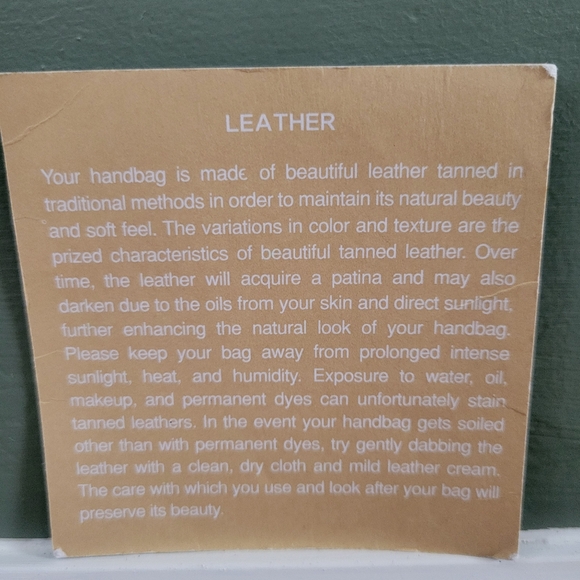 LEATHER
Your handbag is made of beautiful leather tanned in
traditional methods in order to maintain its natural beauty
and soft feel. The variations in color and texture are the
prized characteristics of beautiful tanned leather. Over
time, the leather will acquire a patina and may also
darken due to the oils from your skin and direct sunlight,
further enhancing the natural look of your handbag.
Please keep your bag away from prolonged intense
sunlight, heat, and humidity. Exposure to water, oil,
makeup, and permanent dyes can unfortunately stain
tanned leathers. In the event your handbag gets soiled
other than with permanent dyes, try gently dabbing the
leather with a clean, dry cloth and mild leather cream.
The care with which you use and look after your bag will
preserve its beauty.